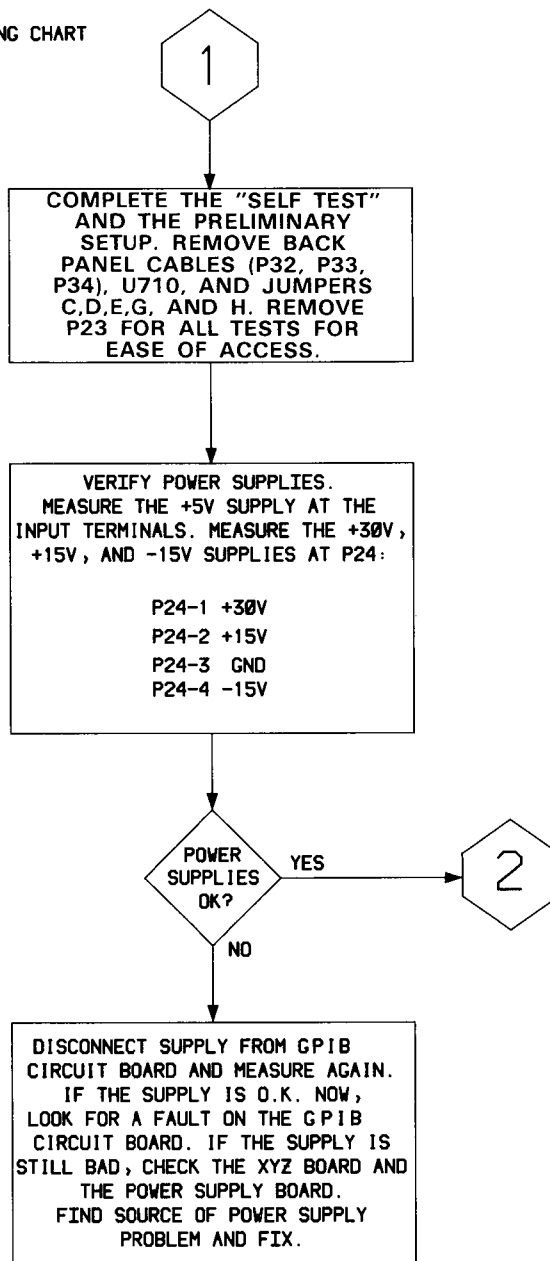 NG CHART
1
COMPLETE THE "SELF TEST"
AND THE PRELIMINARY
SETUP. REMOVE BACK
PANEL CABLES (P32, P33,
P34), U710, AND JUMPERS
C,D,E,G, AND H. REMOVE
P23 FOR ALL TESTS FOR
EASE OF ACCESS.
VERIFY POWER SUPPLIES.
MEASURE THE +5V SUPPLY AT THE
INPUT TERMINALS. MEASURE THE +30V,
+15V, AND -15V SUPPLIES AT P24:
P24-1 +30V
P24-2 +15V
P24-3 GND
P24-4 -15V
POWER
SUPPLIES
OK?
YES
2
NO
DISCONNECT SUPPLY FROM GPIB
CIRCUIT BOARD AND MEASURE AGAIN.
IF THE SUPPLY IS O.K. NOW,
LOOK FOR A FAULT ON THE GPIB
CIRCUIT BOARD. IF THE SUPPLY IS
STILL BAD, CHECK THE XYZ BOARD AND
THE POWER SUPPLY BOARD.
FIND SOURCE OF POWER SUPPLY
PROBLEM AND FIX.